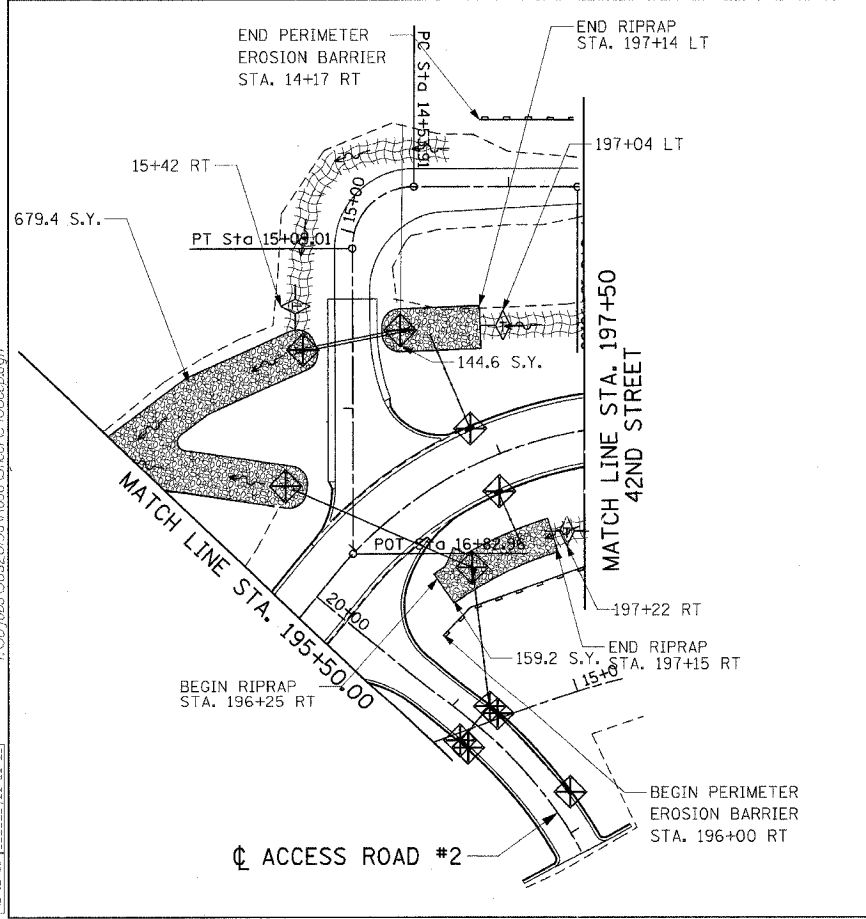 END PERIMETER
EROSION BARRIER
STA. 14+17 RT
END RIPRAP
STA. 197+14 LT
PC Sta 14+53.91
15+42 RT
197+04 LT
679.4 S.Y.
15+00
PT Sta 15+09.01
144.6 S.Y.
MATCH LINE STA. 197+50
42ND STREET
MATCH LINE STA. 195+50.00
POT Sta 16+82.96
20+00
197+22 RT
159.2 S.Y.
END RIPRAP
STA. 197+15 RT
BEGIN RIPRAP
STA. 196+25 RT
15+0
BEGIN PERIMETER
EROSION BARRIER
STA. 196+00 RT
℄ ACCESS ROAD #2